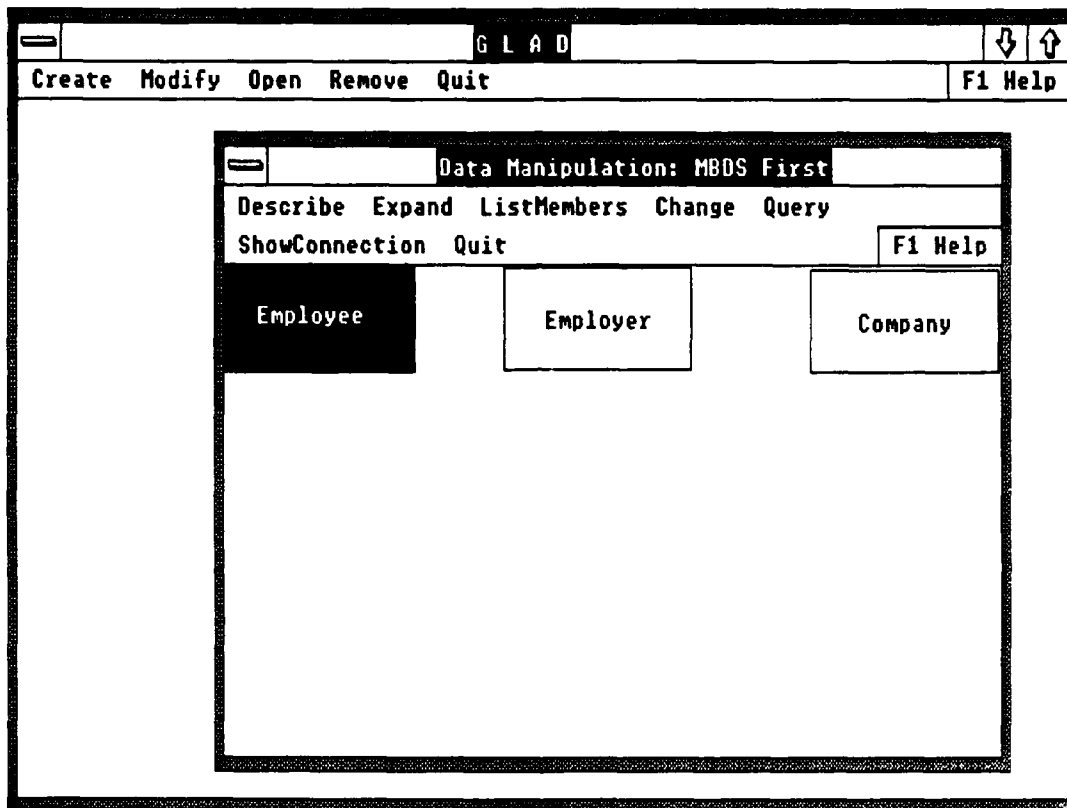 G L A D
Create Modify Open Remove Quit F1 Help
Data Manipulation: MBDS First
Describe Expand ListMembers Change Query
ShowConnection Quit F1 Help
Employee Employer Company